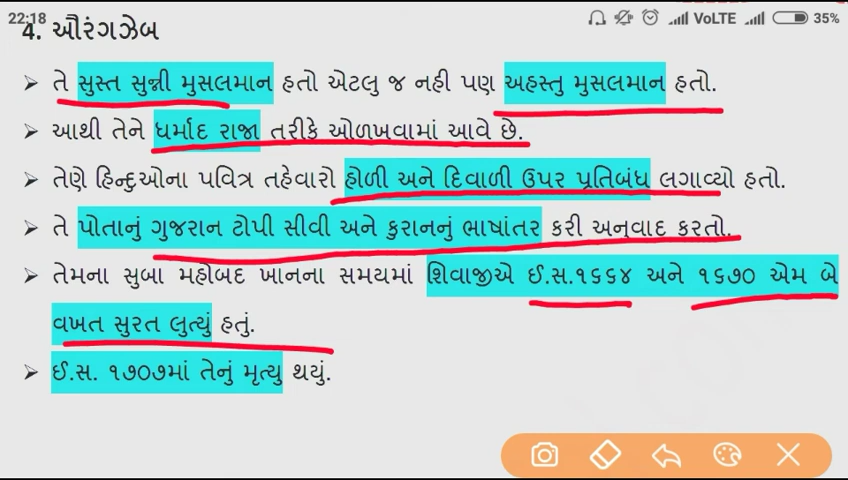 22:18 VoLTE 35%
4. ઔરંગઝેબ
➤ તે સુસ્ત સુન્ની મુસલમાન હતો એટલુ જ નહી પણ અહસ્તુ મુસલમાન હતો.
➤ આથી તેને ધર્માદ રાજા તરીકે ઓળખવામાં આવે છે.
➤ તેણે હિન્દુઓના પવિત્ર તહેવારો હોળી અને દિવાળી ઉપર પ્રતિબંધ લગાવ્યો હતો.
➤ તે પોતાનું ગુજરાન ટોપી સીવી અને કુરાનનું ભાષાંતર કરી અનુવાદ કરતો.
➤ તેમના સુબા મહોબદ ખાનના સમયમાં શિવાજીએ ઈ.સ.૧૬૬૪ અને ૧૬૭૦ એમ બે
વખત સુરત લુત્યું હતું.
➤ ઈ.સ. ૧૭૦૭માં તેનું મૃત્યુ થયું.